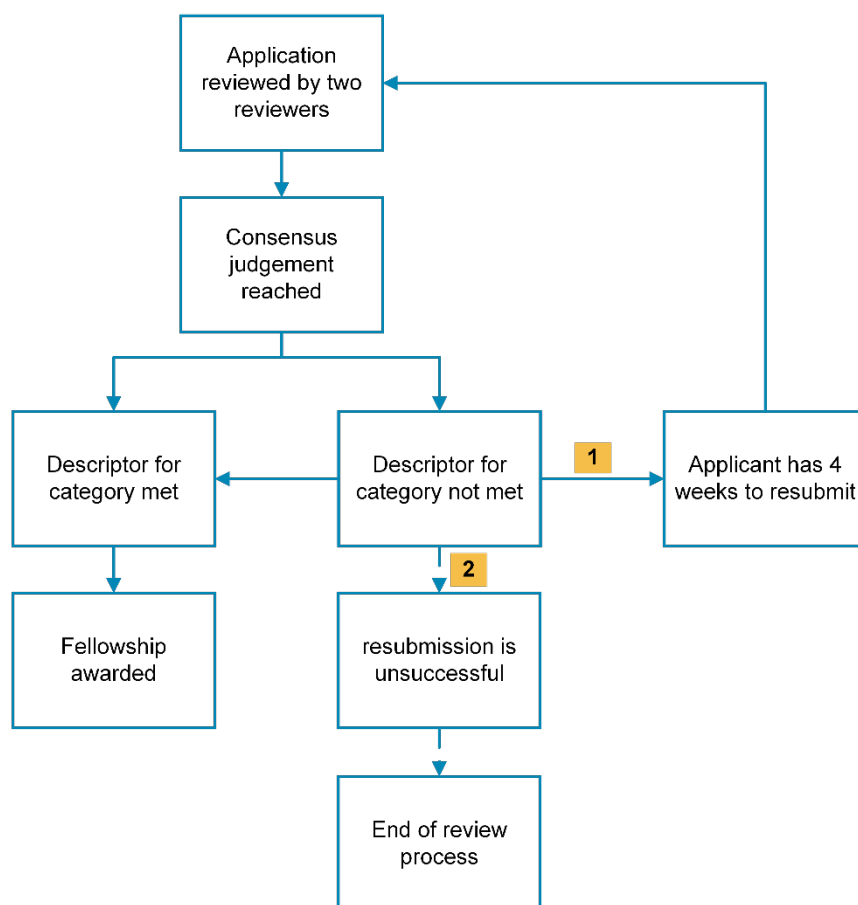 Application
reviewed by two
reviewers
Consensus
judgement
reached
Descriptor for
category met
Descriptor for
category not met
1
Applicant has 4
weeks to resubmit
2
Fellowship
awarded
resubmission is
unsuccessful
End of review
process